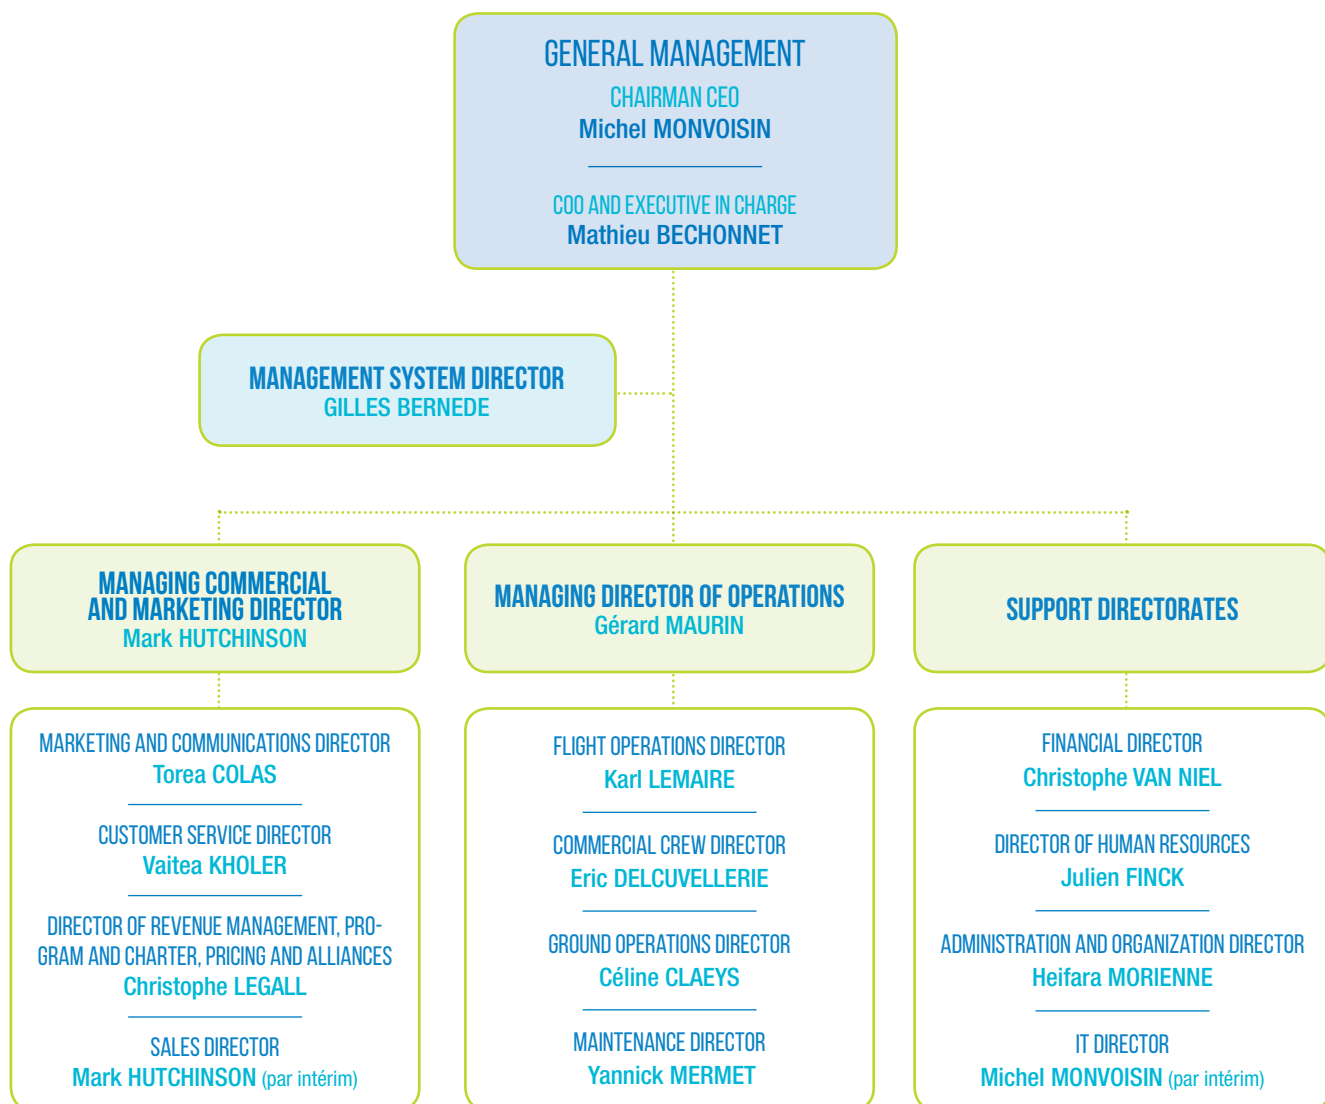 GENERAL MANAGEMENT
CHAIRMAN CEO
Michel MONVOISIN
COO AND EXECUTIVE IN CHARGE
Mathieu BECHONNET
MANAGEMENT SYSTEM DIRECTOR
GILLES BERNEDE
MANAGING COMMERCIAL
AND MARKETING DIRECTOR
Mark HUTCHINSON
MARKETING AND COMMUNICATIONS DIRECTOR
Torea COLAS
CUSTOMER SERVICE DIRECTOR
Vaitea KHOLER
DIRECTOR OF REVENUE MANAGEMENT, PRO-
GRAM AND CHARTER, PRICING AND ALLIANCES
Christophe LEGALL
SALES DIRECTOR
Mark HUTCHINSON (par intérim)
MANAGING DIRECTOR OF OPERATIONS
Gérard MAURIN
FLIGHT OPERATIONS DIRECTOR
Karl LEMAIRE
COMMERCIAL CREW DIRECTOR
Eric DELCUVELLERIE
GROUND OPERATIONS DIRECTOR
Céline CLAEYS
MAINTENANCE DIRECTOR
Yannick MERMET
SUPPORT DIRECTORATES
FINANCIAL DIRECTOR
Christophe VAN NIEL
DIRECTOR OF HUMAN RESOURCES
Julien FINCK
ADMINISTRATION AND ORGANIZATION DIRECTOR
Heifara MORIENNE
IT DIRECTOR
Michel MONVOISIN (par intérim)